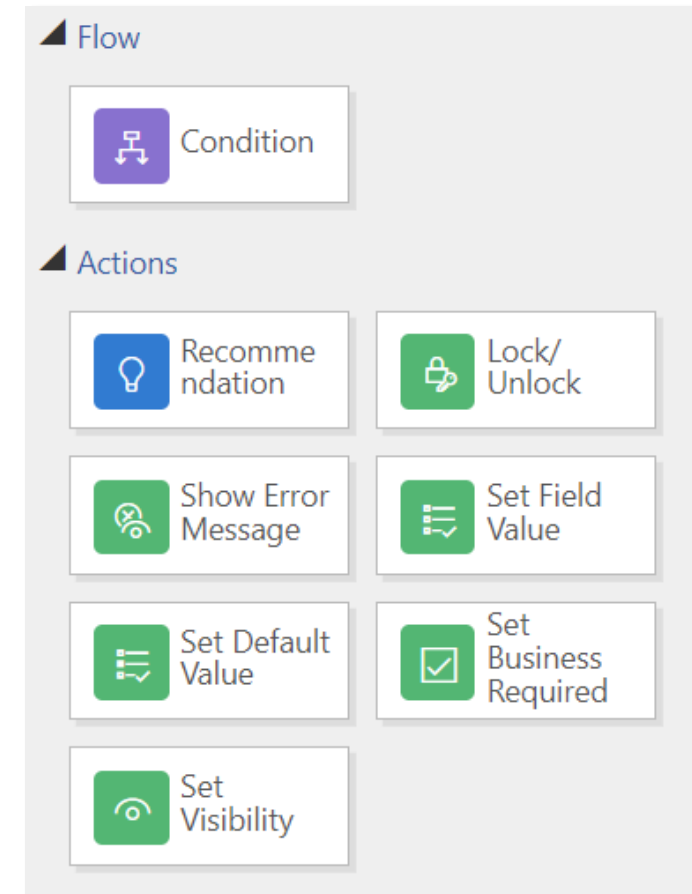 Flow
Condition
Actions
Recomme
ndation
Lock/
Unlock
Show Error
Message
Set Field
Value
Set Default
Value
Set
Business
Required
Set
Visibility